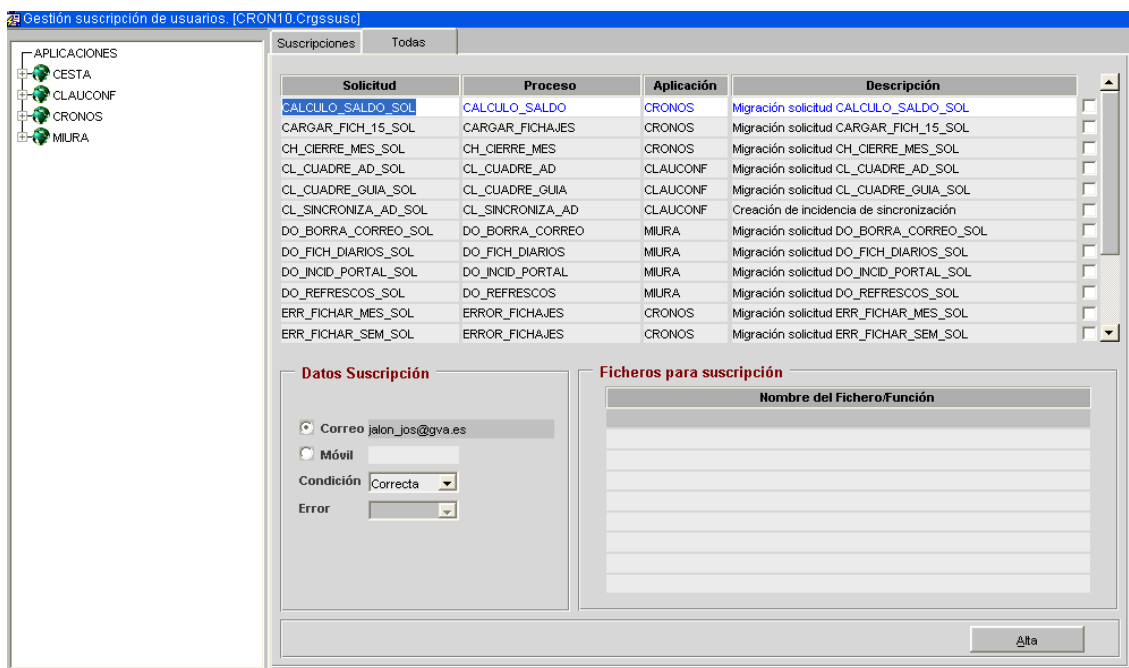 Gestión suscripción de usuarios. [CRON10.Crgssusc]
APLICACIONES
CESTA
CLAUCONF
CRONOS
MIURA
Suscripciones Todas
Solicitud Proceso Aplicación Descripción
CALCULO_SALDO_SOL CALCULO_SALDO CRONOS Migración solicitud CALCULO_SALDO_SOL
CARGAR_FICH_15_SOL CARGAR_FICHAJES CRONOS Migración solicitud CARGAR_FICH_15_SOL
CH_CIERRE_MES_SOL CH_CIERRE_MES CRONOS Migración solicitud CH_CIERRE_MES_SOL
CL_CUADRE_AD_SOL CL_CUADRE_AD CLAUCONF Migración solicitud CL_CUADRE_AD_SOL
CL_CUADRE_GUIA_SOL CL_CUADRE_GUIA CLAUCONF Migración solicitud CL_CUADRE_GUIA_SOL
CL_SINCRONIZA_AD_SOL CL_SINCRONIZA_AD CLAUCONF Creación de incidencia de sincronización
DO_BORRA_CORREO_SOL DO_BORRA_CORREO MIURA Migración solicitud DO_BORRA_CORREO_SOL
DO_FICH_DIARIOS_SOL DO_FICH_DIARIOS MIURA Migración solicitud DO_FICH_DIARIOS_SOL
DO_INCID_PORTAL_SOL DO_INCID_PORTAL MIURA Migración solicitud DO_INCID_PORTAL_SOL
DO_REFRESCOS_SOL DO_REFRESCOS MIURA Migración solicitud DO_REFRESCOS_SOL
ERR_FICHAR_MES_SOL ERROR_FICHAJES CRONOS Migración solicitud ERR_FICHAR_MES_SOL
ERR_FICHAR_SEM_SOL ERROR_FICHAJES CRONOS Migración solicitud ERR_FICHAR_SEM_SOL
Datos Suscripción
Correo jalon_jos@gva.es
Móvil
Condición Correcta
Error
Ficheros para suscripción
Nombre del Fichero/Función
Alta